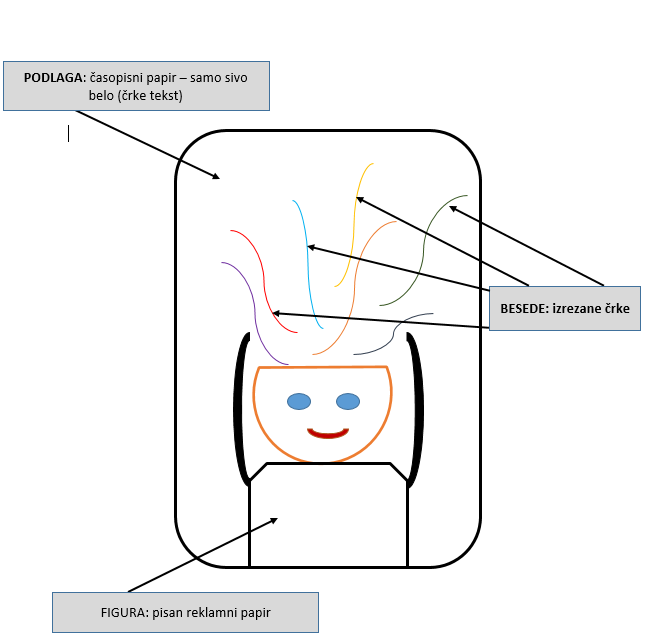 PODLAGA: časopisni papir – samo sivo
belo (črke tekst)
BESEDE: izrezane črke
FIGURA: pisan reklamni papir